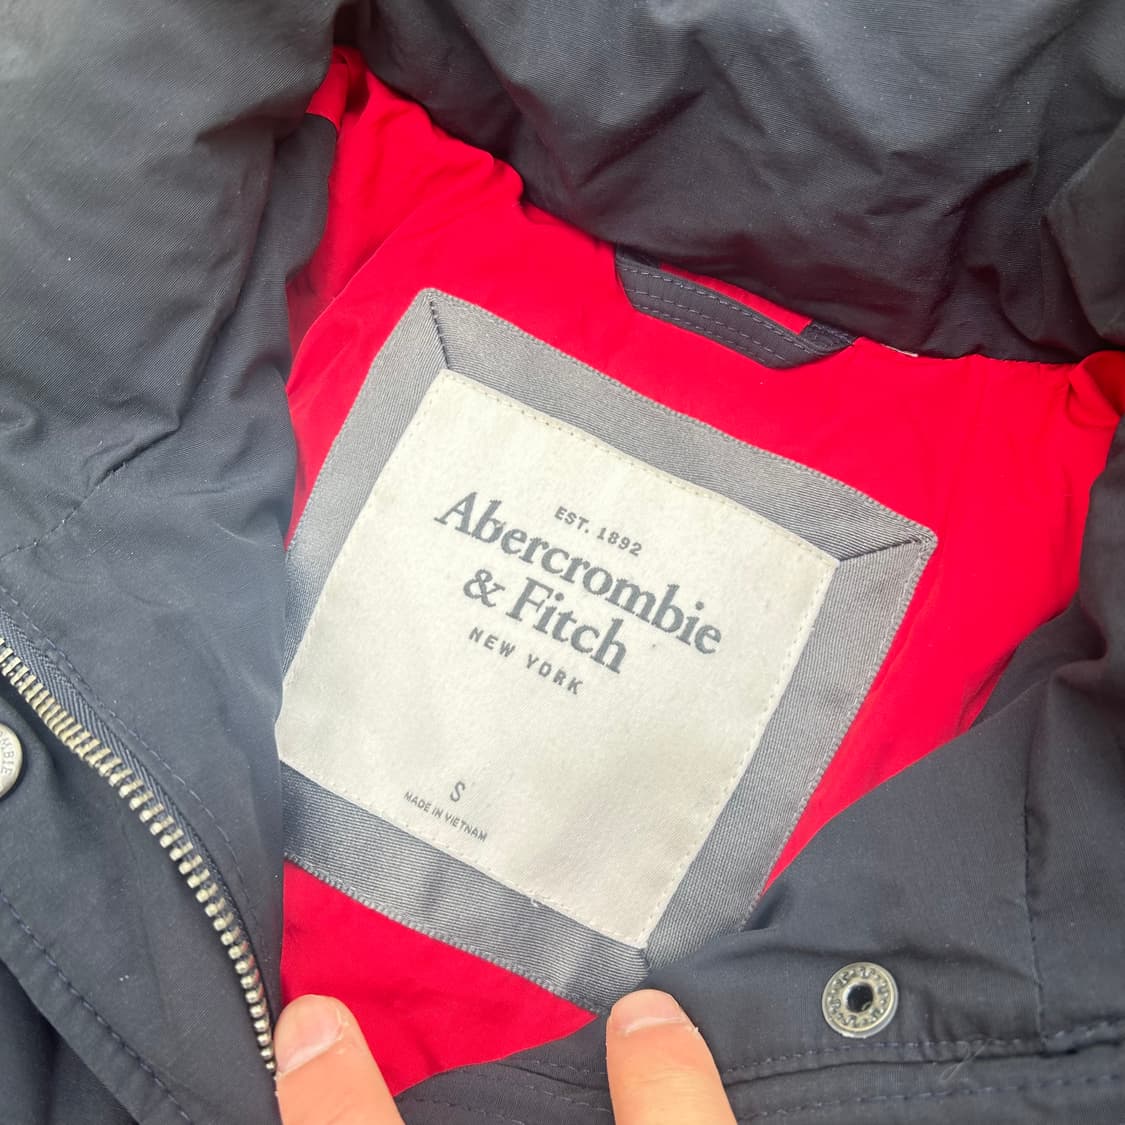 EST. 1892
Abercrombie
& Fitch
NEW YORK
S
MADE IN VIETNAM